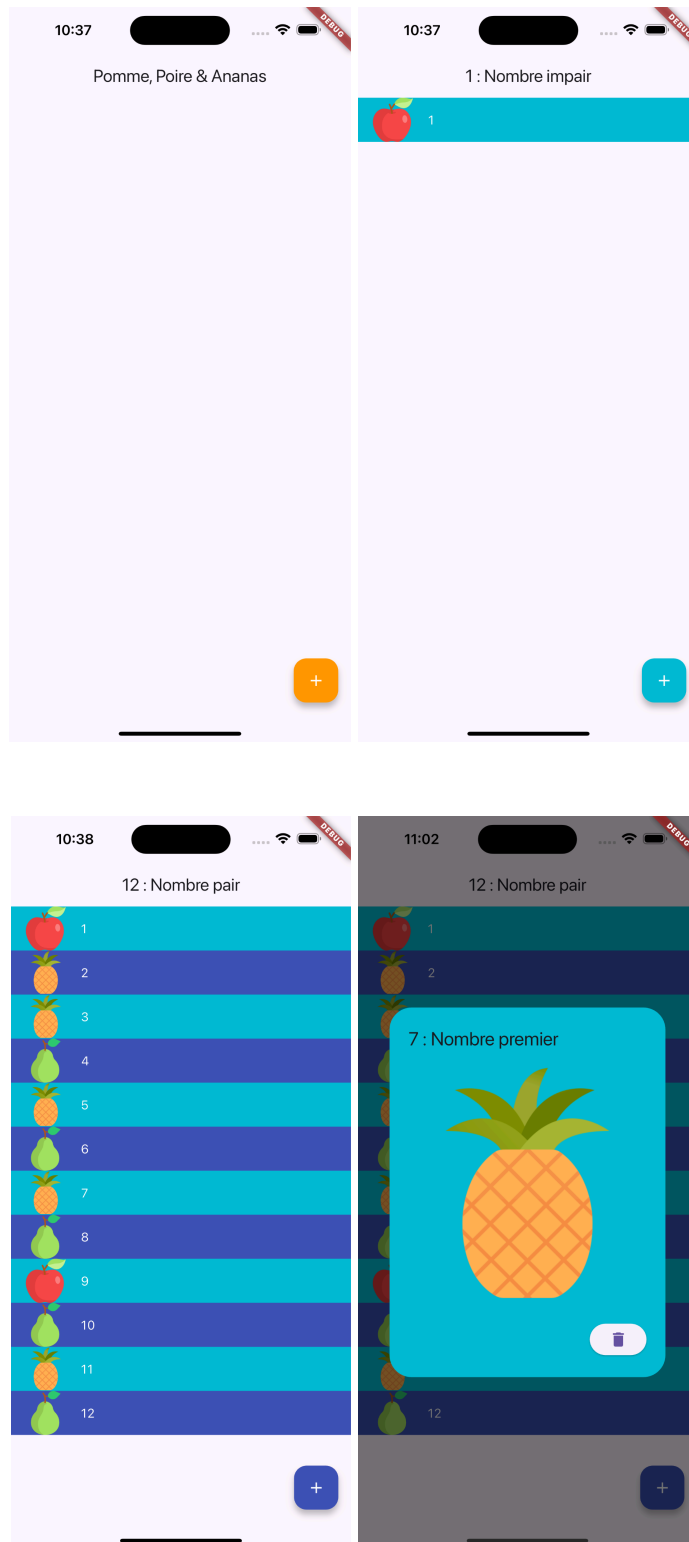 10:37
DEBUG
Pomme, Poire & Ananas
+
10:37
DEBUG
1 : Nombre impair
1
+
10:38
DEBUG
12 : Nombre pair
1
2
3
4
5
6
7
8
9
10
11
12
+
11:02
DEBUG
12 : Nombre pair
1
2
7 : Nombre premier
12
+